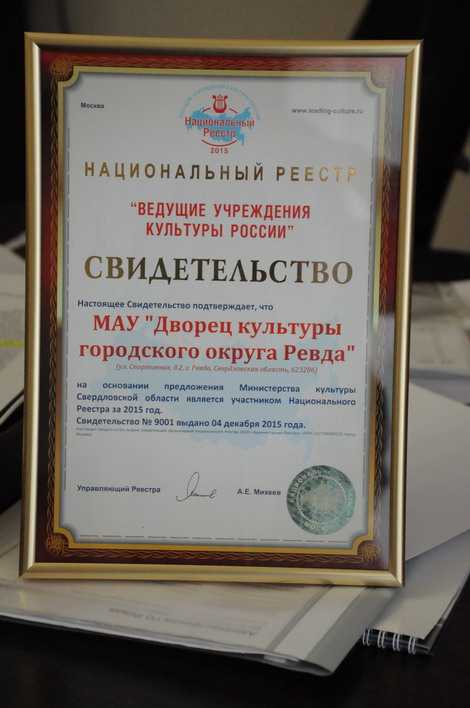 Москва
www.leading-culture.ru
Национальный
Реестр
2015
НАЦИОНАЛЬНЫЙ РЕЕСТР
“ВЕДУЩИЕ УЧРЕЖДЕНИЯ
КУЛЬТУРЫ РОССИИ”
СВИДЕТЕЛЬСТВО
Настоящее Свидетельство подтверждает, что
МАУ "Дворец культуры
городского округа Ревда"
(ул. Спортивная, д.2, г. Ревда, Свердловская область, 623286)
на основании предложения Министерства культуры
Свердловской области является участником Национального
Реестра за 2015 год.
Свидетельство № 9001 выдано 04 декабря 2015 года.
Управляющий Реестра
А.Е. Михеев